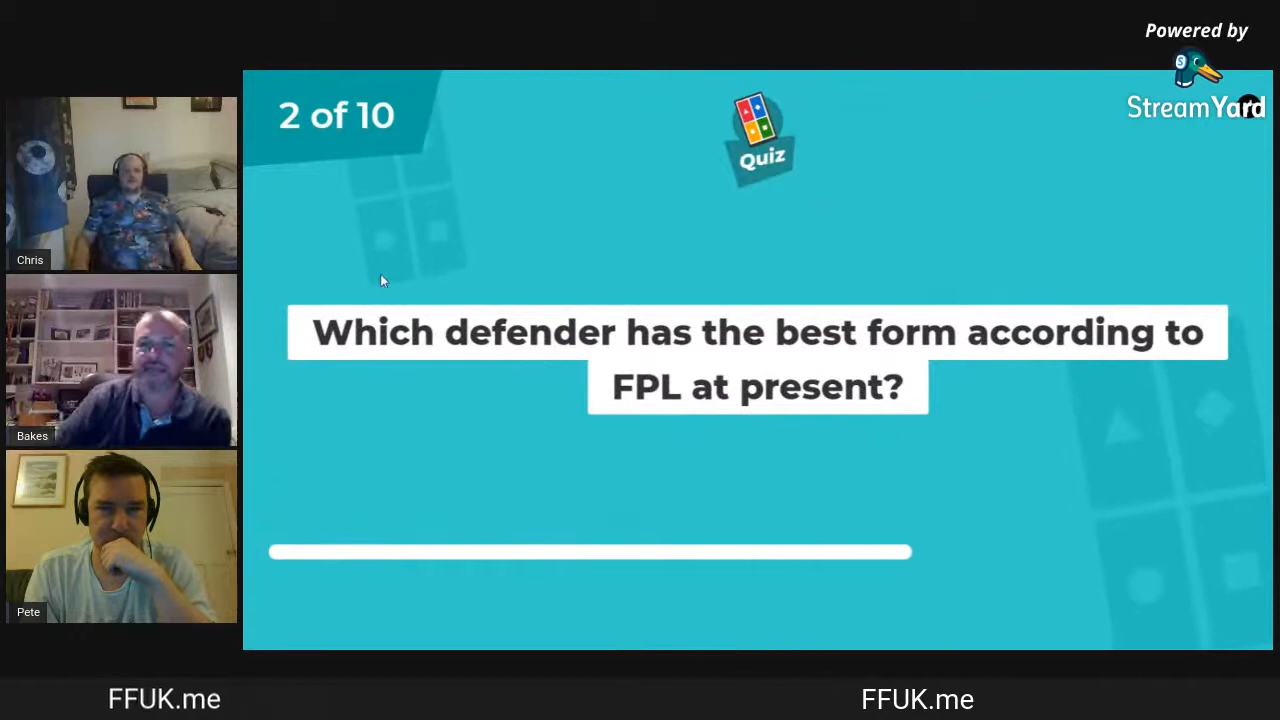 Powered by
StreamYard
2 of 10
Quiz
Which defender has the best form according to
FPL at present?
Chris
Bakes
Pete
FFUK.me
FFUK.me